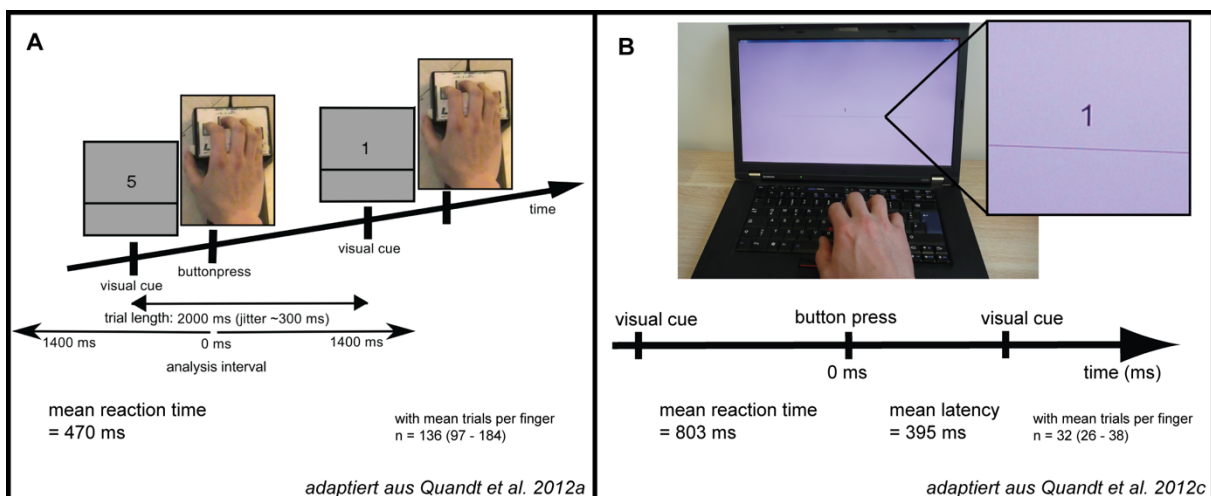 A
5
1
time
visual cue
buttonpress
visual cue
trial length: 2000 ms (jitter ~300 ms)
1400 ms
0 ms
1400 ms
analysis interval
mean reaction time
= 470 ms
with mean trials per finger
n = 136 (97 - 184)
adaptiert aus Quandt et al. 2012a
B
1
1
visual cue
button press
visual cue
0 ms
time (ms)
mean reaction time
= 803 ms
mean latency
= 395 ms
with mean trials per finger
n = 32 (26 - 38)
adaptiert aus Quandt et al. 2012c